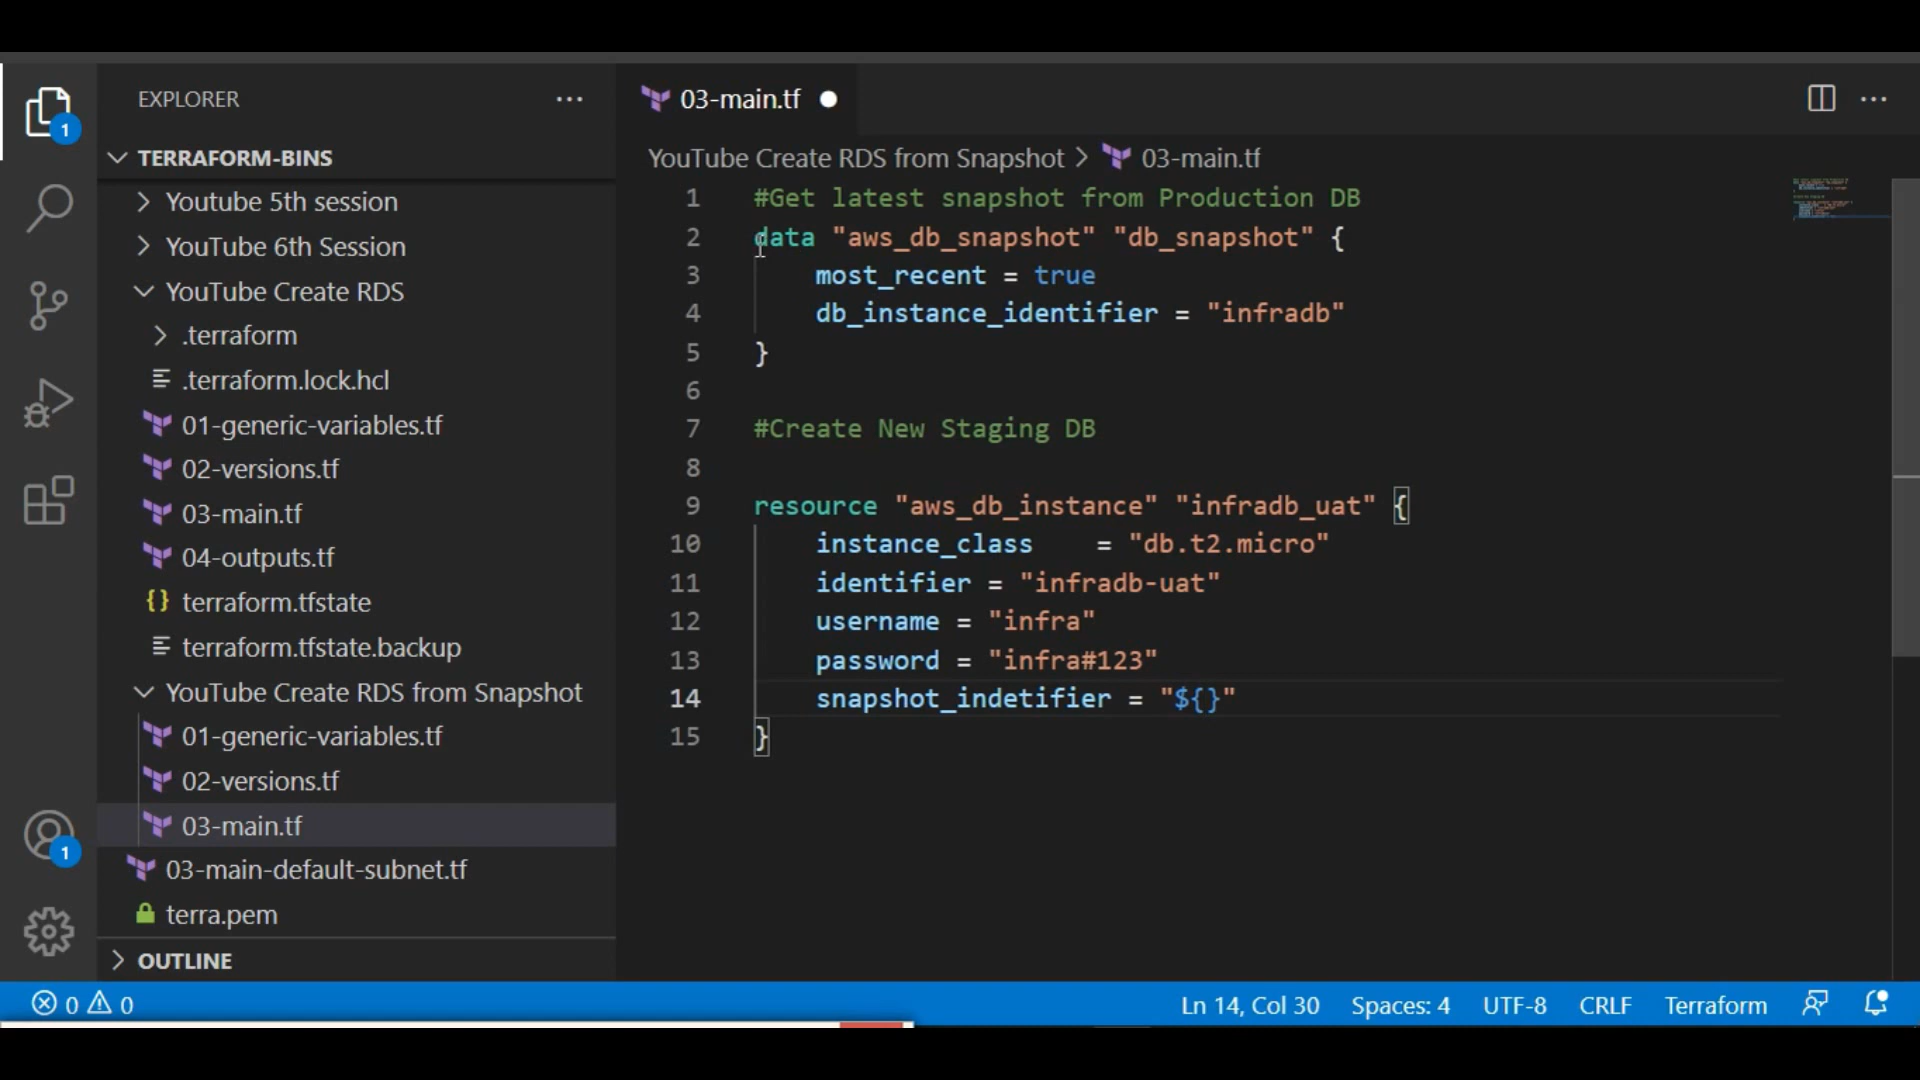 EXPLORER
TERRAFORM-BINS
Youtube 5th session
YouTube 6th Session
YouTube Create RDS
.terraform
.terraform.lock.hcl
01-generic-variables.tf
02-versions.tf
03-main.tf
04-outputs.tf
{} terraform.tfstate
terraform.tfstate.backup
YouTube Create RDS from Snapshot
01-generic-variables.tf
02-versions.tf
03-main.tf
03-main-default-subnet.tf
terra.pem
OUTLINE
1
1
03-main.tf
YouTube Create RDS from Snapshot > 03-main.tf
1 #Get latest snapshot from Production DB
2 data "aws_db_snapshot" "db_snapshot" {
3 most_recent = true
4 db_instance_identifier = "infradb"
5 }
6
7 #Create New Staging DB
8
9 resource "aws_db_instance" "infradb_uat" {
10 instance_class = "db.t2.micro"
11 identifier = "infradb-uat"
12 username = "infra"
13 password = "infra#123"
14 snapshot_indetifier = "${}"
15 }
0 0 Ln 14, Col 30 Spaces: 4 UTF-8 CRLF Terraform